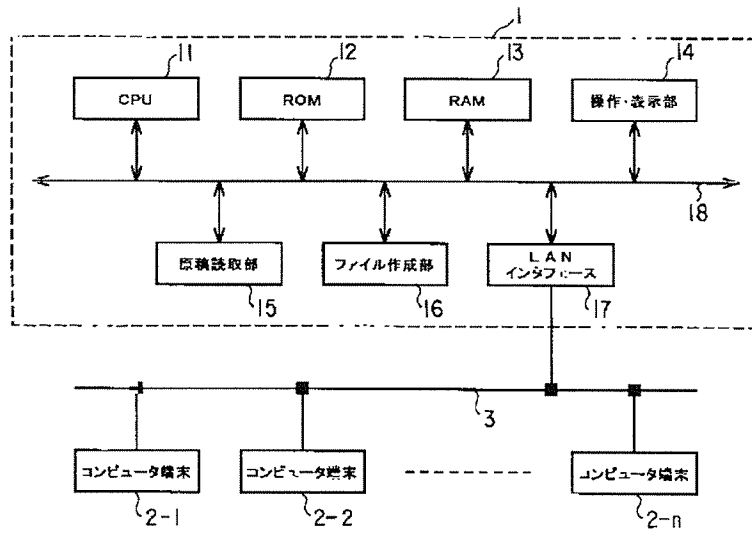 1
11
12
13
14
CPU
ROM
RAM
操作・表示部
18
原稿読取部
ファイル作成部
LAN
インタフェース
15
16
17
3
コンピュータ端末
コンピュータ端末
コンピュータ端末
2-1
2-2
2-n